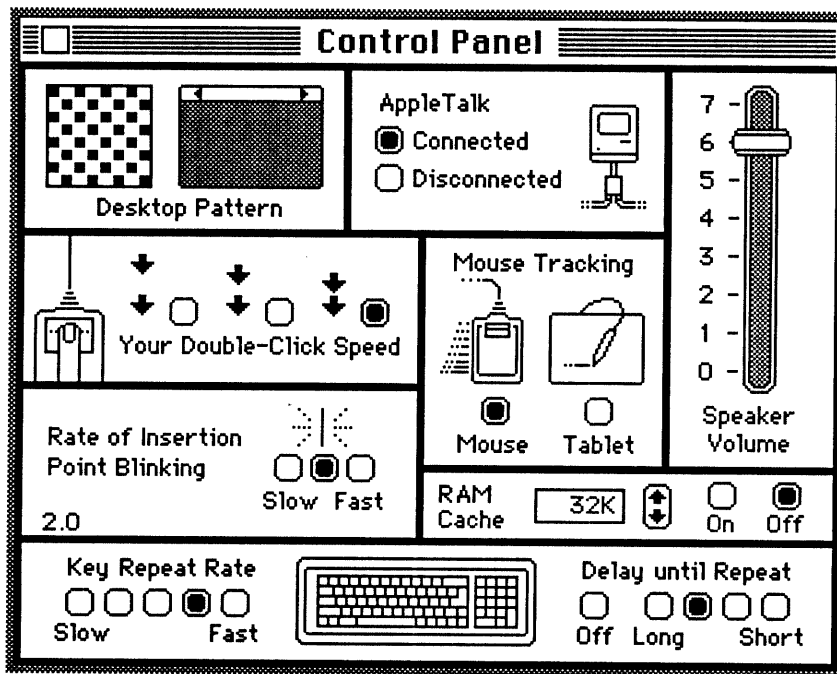 Control Panel
Desktop Pattern
AppleTalk
Connected
Disconnected
7
6
5
4
3
2
1
0
Speaker
Volume
Your Double-Click Speed
Mouse Tracking
Mouse Tablet
Rate of Insertion
Point Blinking
Slow Fast
2.0
RAM
Cache
32K
On Off
Key Repeat Rate
Slow Fast
Delay until Repeat
Off Long Short